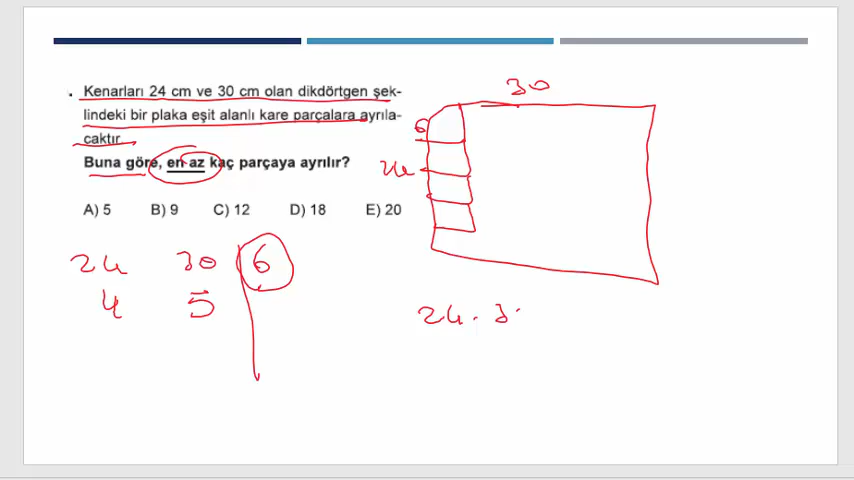 . Kenarları 24 cm ve 30 cm olan dikdörtgen şek-
lindeki bir plaka eşit alanlı kare parçalara ayrıla-
caktır.
Buna göre, en az kaç parçaya ayrılır?
A) 5 B) 9 C) 12 D) 18 E) 20
30
6
24
24 30 6
4 5
24 . 3